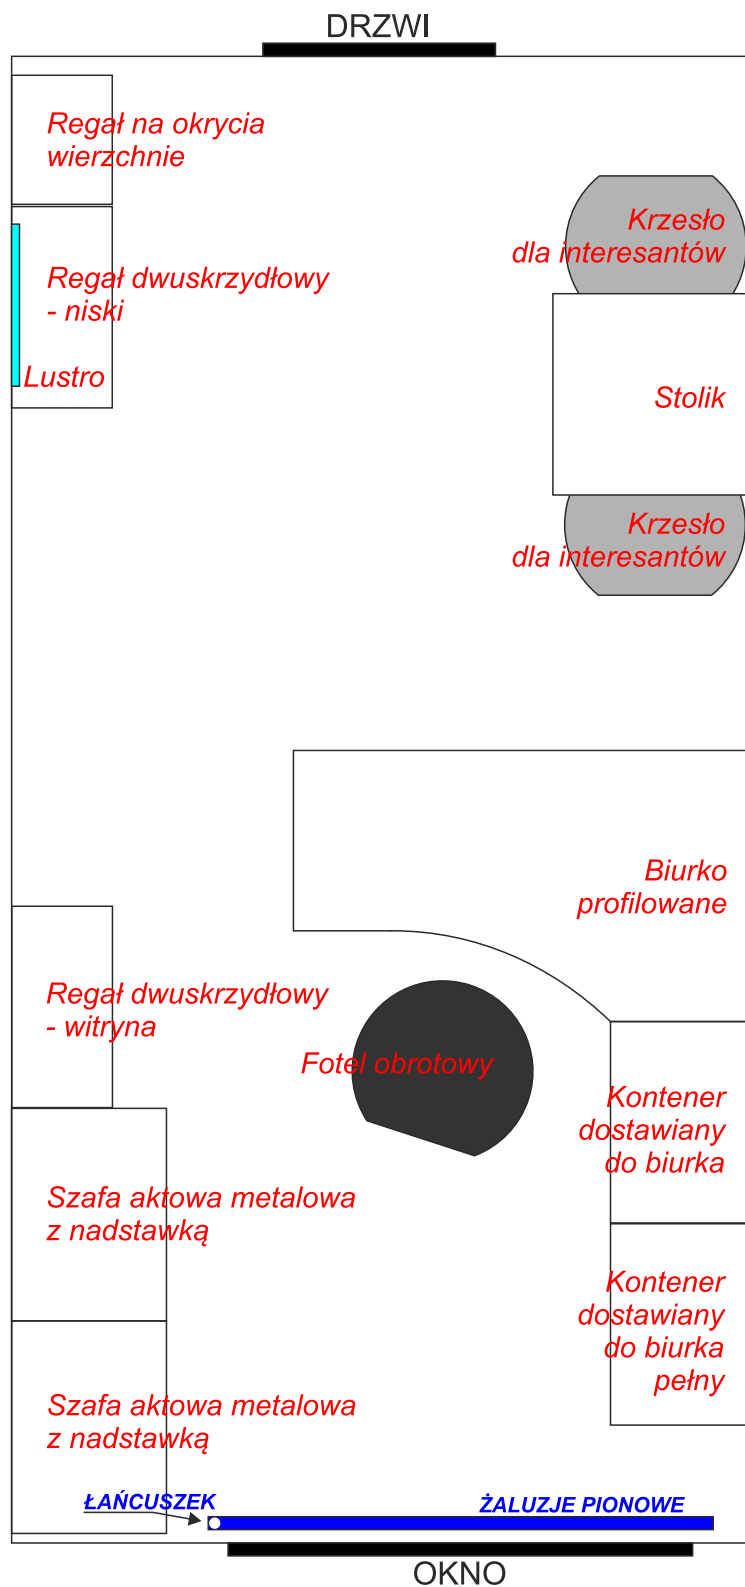 DRZWI
Regał na okrycia
wierzchnie
Krzesło
dla interesantów
Regał dwuskrzydłowy
- niski
Lustro
Stolik
Krzesło
dla interesantów
Biurko
profilowane
Regał dwuskrzydłowy
- witryna
Fotel obrotowy
Kontener
dostawiany
do biurka
Szafa aktowa metalowa
z nadstawką
Kontener
dostawiany
do biurka
pełny
Szafa aktowa metalowa
z nadstawką
ŁAŃCUSZEK
ŻALUZJE PIONOWE
OKNO